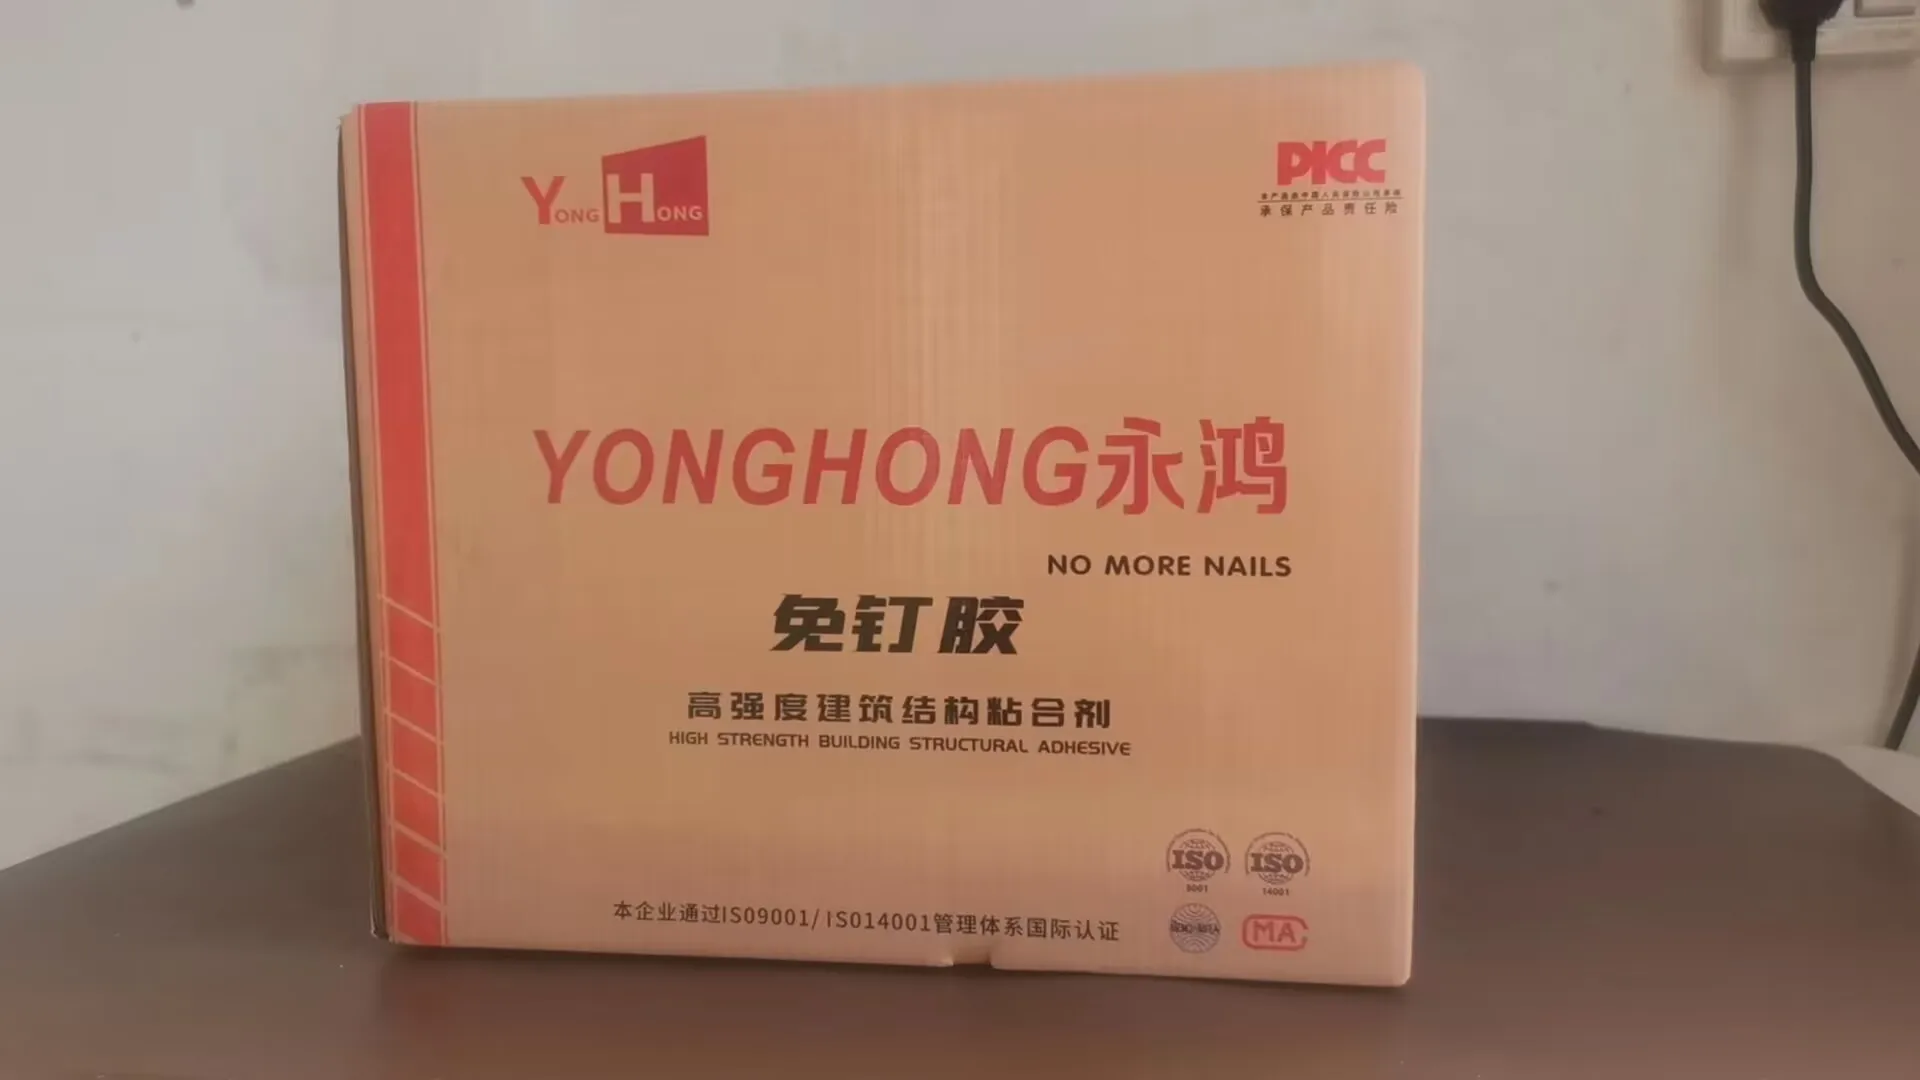 YONG HONG
PICC
承保产品责任险
YONGHONG永鸿
NO MORE NAILS
免钉胶
高强度建筑结构粘合剂
HIGH STRENGTH BUILDING STRUCTURAL ADHESIVE
ISO ISO
9001 14001
本企业通过ISO9001/ISO14001管理体系国际认证
MA